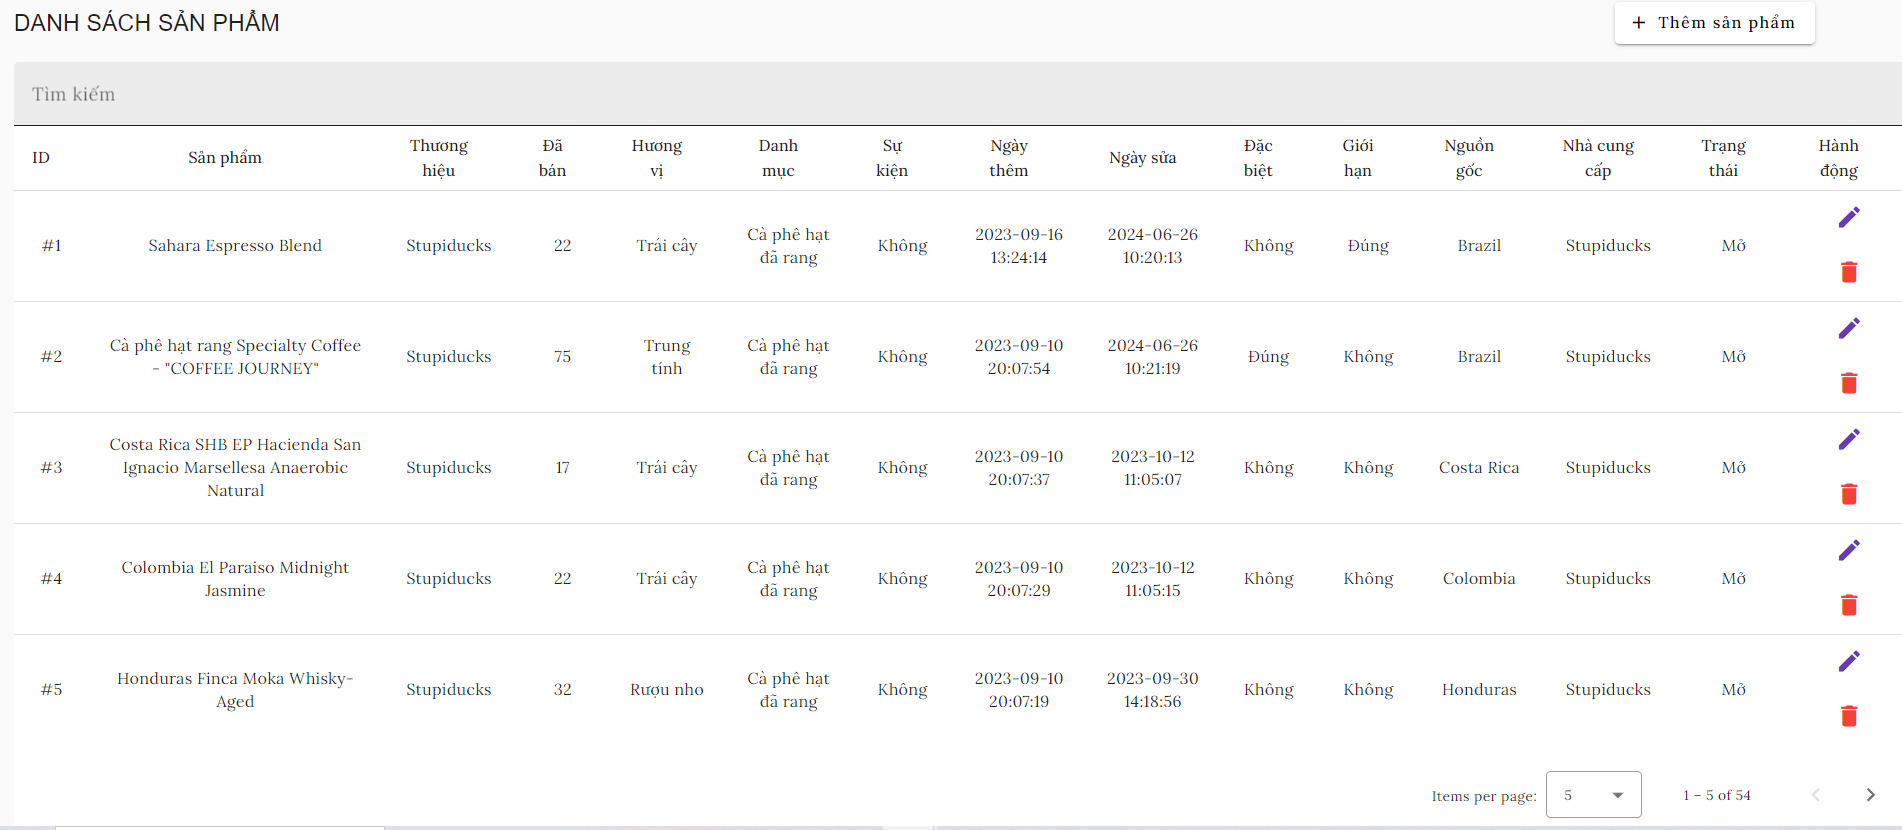 DANH SÁCH SẢN PHẨM
+ Thêm sản phẩm
Tìm kiếm
ID Sản phẩm Thương hiệu Đã bán Hương vị Danh mục Sự kiện Ngày thêm Ngày sửa Đặc biệt Giới hạn Nguồn gốc Nhà cung cấp Trạng thái Hành động
#1 Sahara Espresso Blend Stupiducks 22 Trái cây Cà phê hạt đã rang Không 2023-09-16 13:24:14 2024-06-26 10:20:13 Không Đúng Brazil Stupiducks Mở
#2 Cà phê hạt rang Specialty Coffee - "COFFEE JOURNEY" Stupiducks 75 Trung tính Cà phê hạt đã rang Không 2023-09-10 20:07:54 2024-06-26 10:21:19 Đúng Không Brazil Stupiducks Mở
#3 Costa Rica SHB EP Hacienda San Ignacio Marsellesa Anaerobic Natural Stupiducks 17 Trái cây Cà phê hạt đã rang Không 2023-09-10 20:07:37 2023-10-12 11:05:07 Không Không Costa Rica Stupiducks Mở
#4 Colombia El Paraiso Midnight Jasmine Stupiducks 22 Trái cây Cà phê hạt đã rang Không 2023-09-10 20:07:29 2023-10-12 11:05:15 Không Không Colombia Stupiducks Mở
#5 Honduras Finca Moka Whisky-Aged Stupiducks 32 Rượu nho Cà phê hạt đã rang Không 2023-09-10 20:07:19 2023-09-30 14:18:56 Không Không Honduras Stupiducks Mở
Items per page: 5 1 – 5 of 54